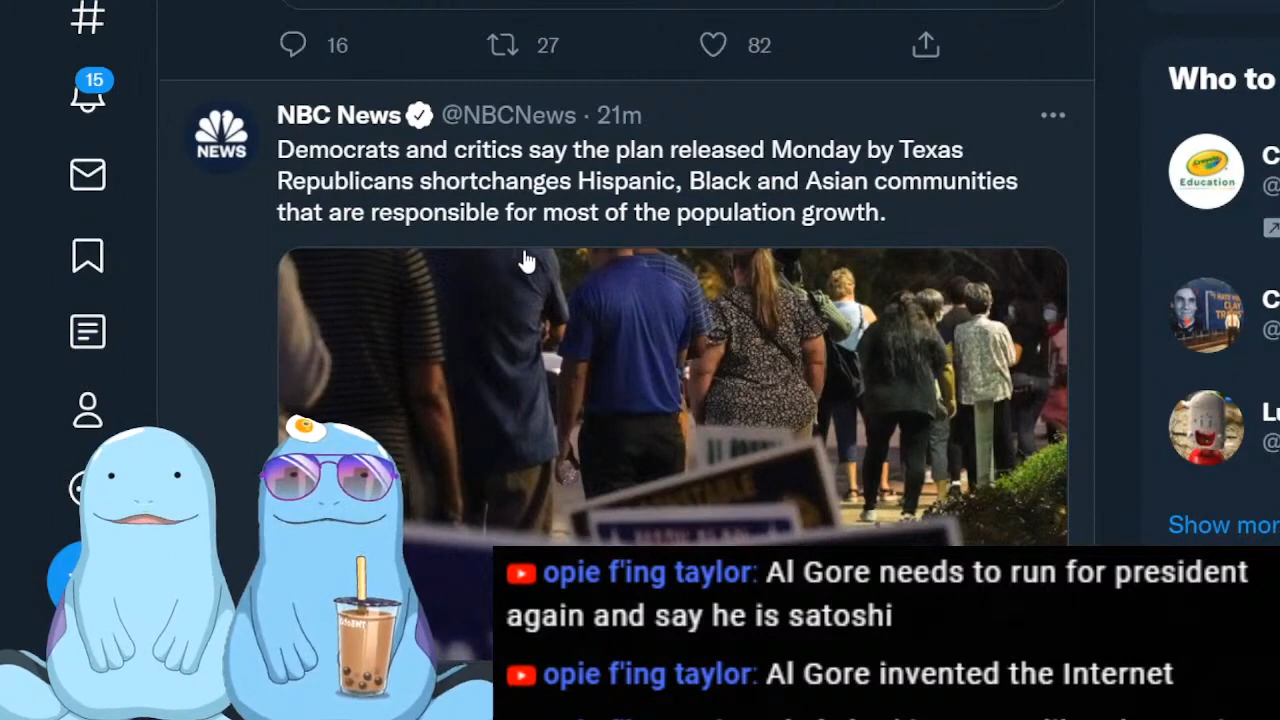 #
16
27
82
15
NBC News @NBCNews · 21m
Democrats and critics say the plan released Monday by Texas
Republicans shortchanges Hispanic, Black and Asian communities
that are responsible for most of the population growth.
NEWS
Who to
Crayola
Education
C
@
C
@
@
Show mor
opie f'ing taylor: Al Gore needs to run for president
again and say he is satoshi
opie f'ing taylor: Al Gore invented the Internet